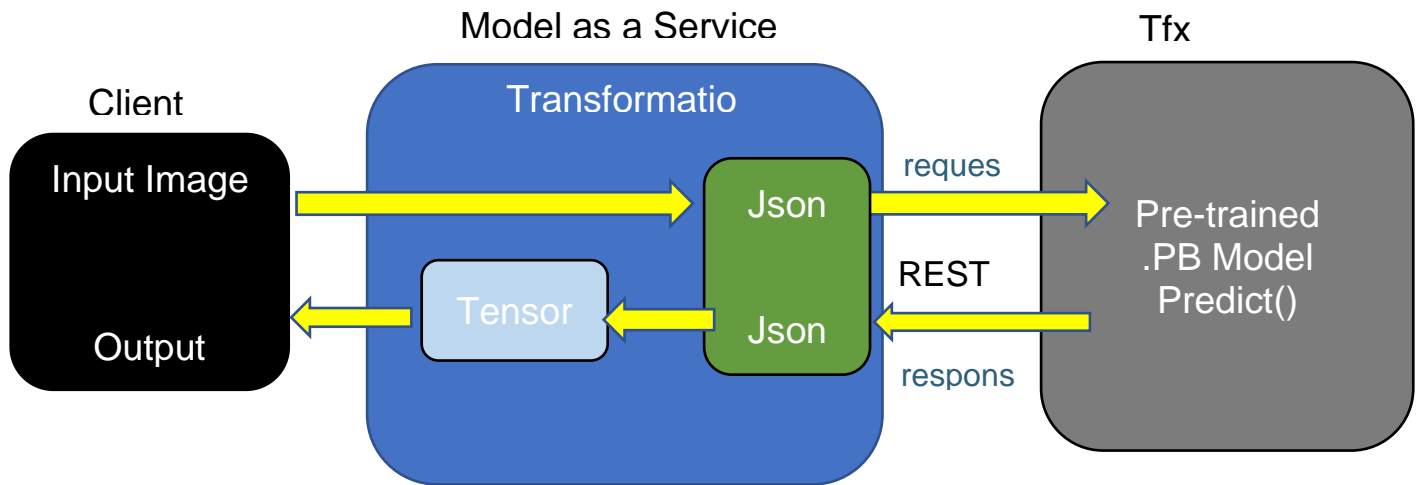 Model as a Service
Tfx
Client
Transformatio
Input Image
Json
reques
Pre-trained
.PB Model
Predict()
REST
Tensor
Json
Output
respons